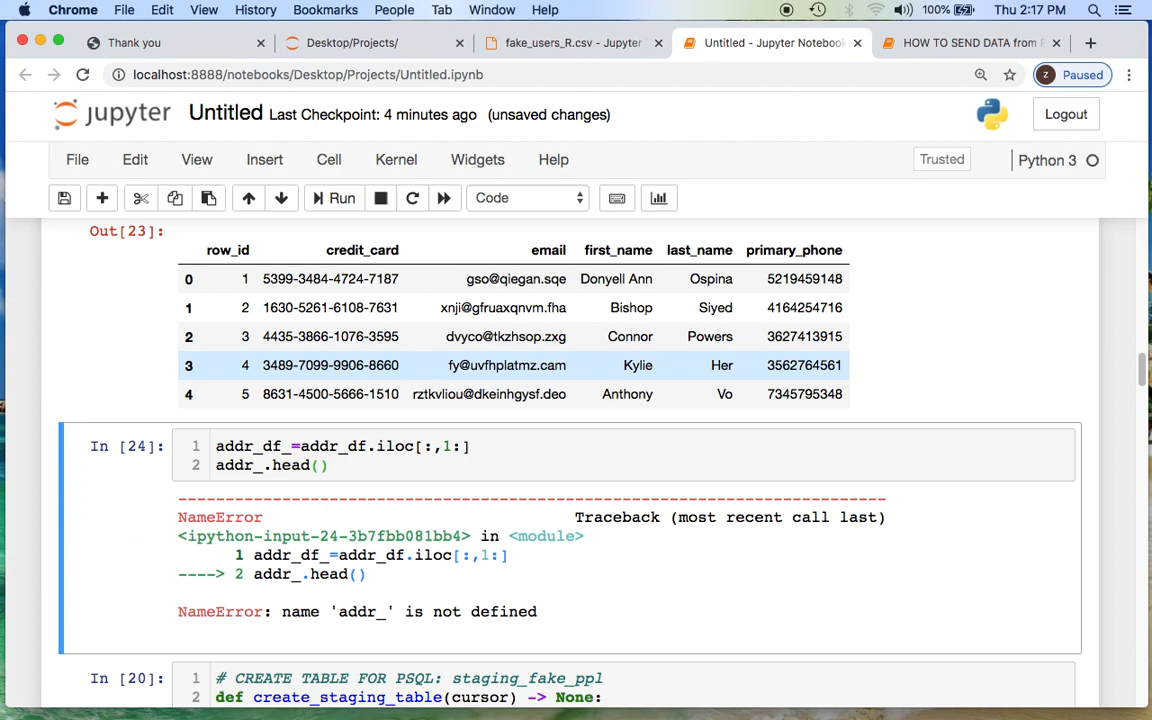 Chrome File Edit View History Bookmarks People Tab Window Help 100% Thu 2:17 PM
Thank you Desktop/Projects/ fake_users_R.csv - Jupyter Untitled - Jupyter Notebook HOW TO SEND DATA from
localhost:8888/notebooks/Desktop/Projects/Untitled.ipynb z Paused
jupyter Untitled Last Checkpoint: 4 minutes ago (unsaved changes) Logout
File Edit View Insert Cell Kernel Widgets Help Trusted Python 3
Run Code
Out[23]:
row_id credit_card email first_name last_name primary_phone
0 1 5399-3484-4724-7187 gso@qiegan.sqe Donyell Ann Ospina 5219459148
1 2 1630-5261-6108-7631 xnji@gfruaxqnvm.fha Bishop Siyed 4164254716
2 3 4435-3866-1076-3595 dvyco@tkzhsop.zxg Connor Powers 3627413915
3 4 3489-7099-9906-8660 fy@uvfhplatmz.cam Kylie Her 3562764561
4 5 8631-4500-5666-1510 rztkvliou@dkeinhgysf.deo Anthony Vo 7345795348
In [24]: 1 addr_df_=addr_df.iloc[:,1:]
2 addr_.head()
---------------------------------------------------------------------------
NameError Traceback (most recent call last)
<ipython-input-24-3b7fbb081bb4> in <module>
1 addr_df_=addr_df.iloc[:,1:]
----> 2 addr_.head()
NameError: name 'addr_' is not defined
In [20]: 1 # CREATE TABLE FOR PSQL: staging_fake_ppl
2 def create_staging_table(cursor) -> None: